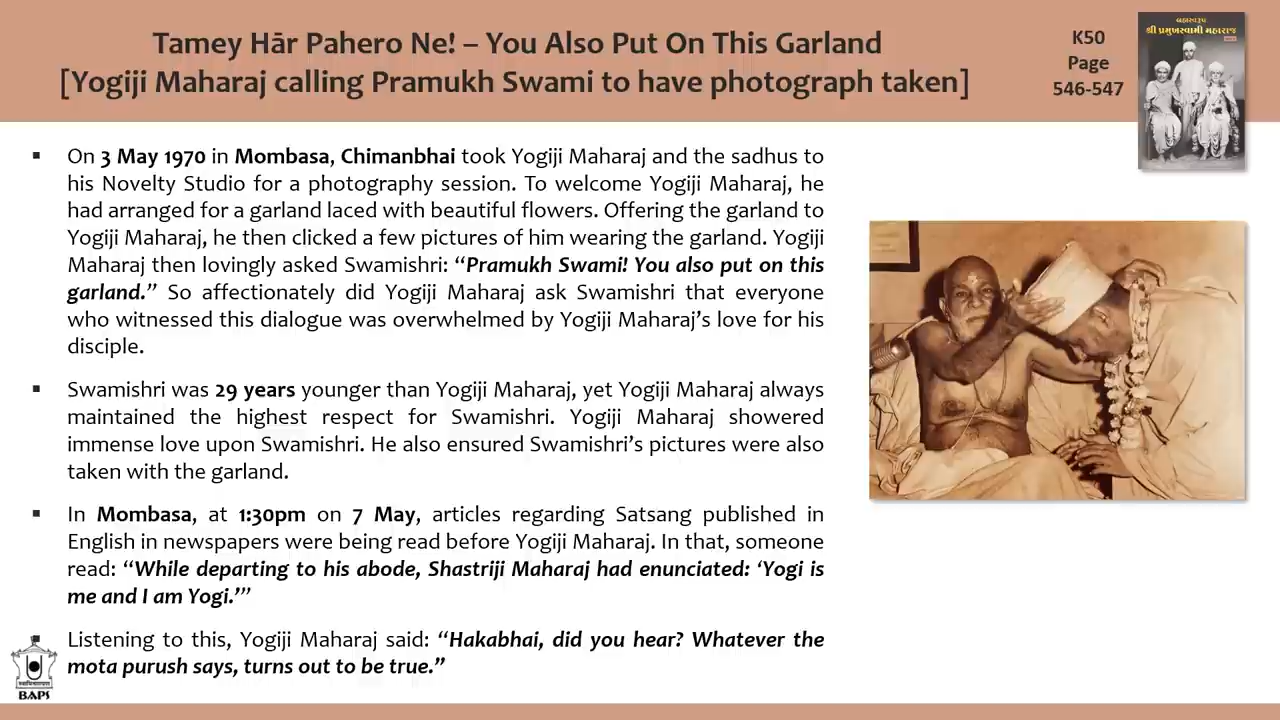 Tamey Hār Pahero Ne! – You Also Put On This Garland
[Yogiji Maharaj calling Pramukh Swami to have photograph taken]
K50
Page
546-547
બ્રહ્મસ્વરૂપ
શ્રી પ્રમુખસ્વામી મહારાજ
▪ On 3 May 1970 in Mombasa, Chimanbhai took Yogiji Maharaj and the sadhus to
his Novelty Studio for a photography session. To welcome Yogiji Maharaj, he
had arranged for a garland laced with beautiful flowers. Offering the garland to
Yogiji Maharaj, he then clicked a few pictures of him wearing the garland. Yogiji
Maharaj then lovingly asked Swamishri: “Pramukh Swami! You also put on this
garland.” So affectionately did Yogiji Maharaj ask Swamishri that everyone
who witnessed this dialogue was overwhelmed by Yogiji Maharaj’s love for his
disciple.
▪ Swamishri was 29 years younger than Yogiji Maharaj, yet Yogiji Maharaj always
maintained the highest respect for Swamishri. Yogiji Maharaj showered
immense love upon Swamishri. He also ensured Swamishri’s pictures were also
taken with the garland.
▪ In Mombasa, at 1:30pm on 7 May, articles regarding Satsang published in
English in newspapers were being read before Yogiji Maharaj. In that, someone
read: “While departing to his abode, Shastriji Maharaj had enunciated: ‘Yogi is
me and I am Yogi.’”
▪ Listening to this, Yogiji Maharaj said: “Hakabhai, did you hear? Whatever the
mota purush says, turns out to be true.”
BAPS